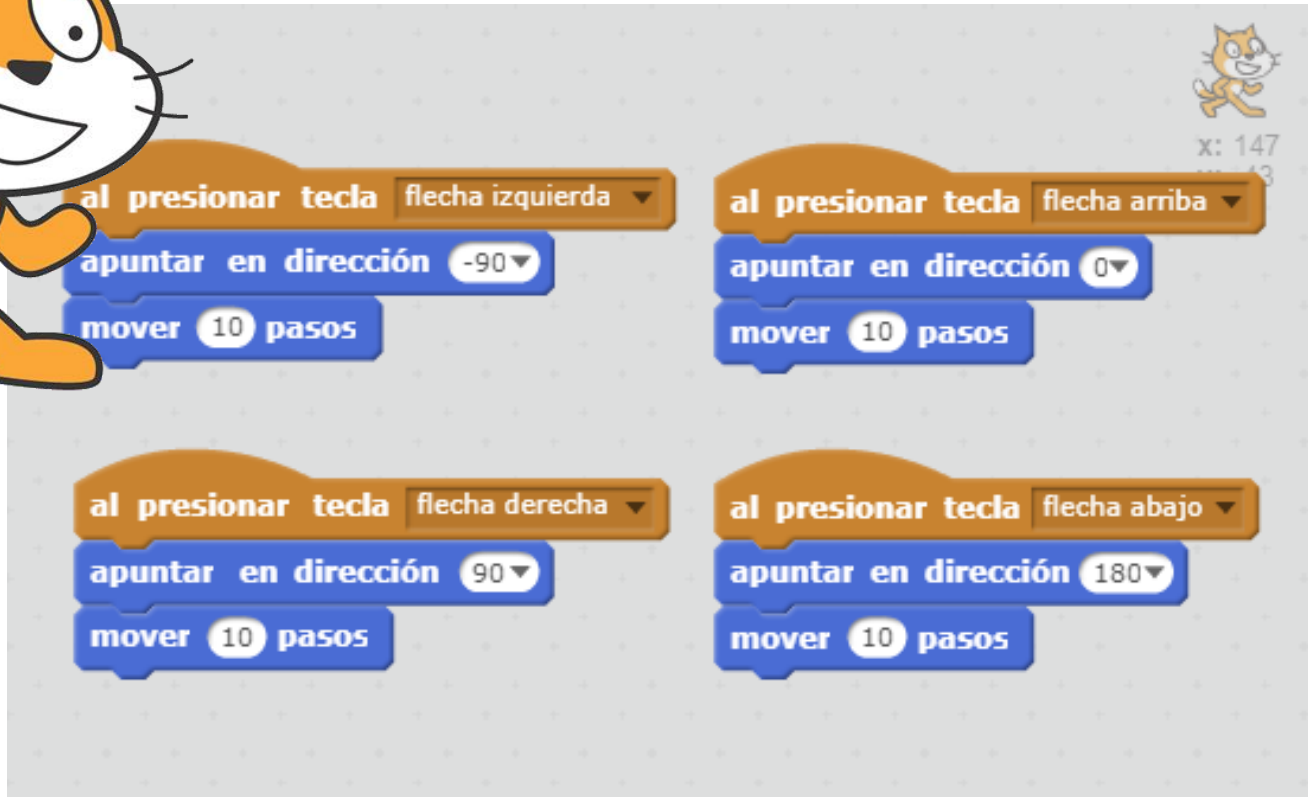 x: 147
al presionar tecla flecha izquierda
apuntar en dirección -90
mover 10 pasos
al presionar tecla flecha arriba
apuntar en dirección 0
mover 10 pasos
al presionar tecla flecha derecha
apuntar en dirección 90
mover 10 pasos
al presionar tecla flecha abajo
apuntar en dirección 180
mover 10 pasos